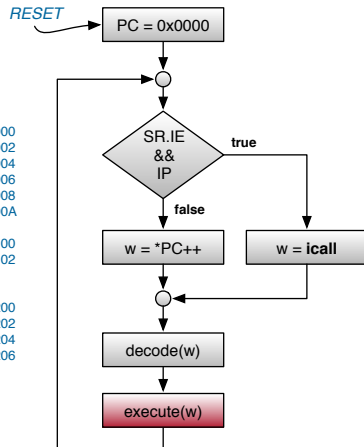 RESET
PC = 0x0000
00
02
04
06
08
0A
00
02
00
02
04
06
SR.IE
&&
IP
true
false
w = *PC++
w = icall
decode(w)
execute(w)